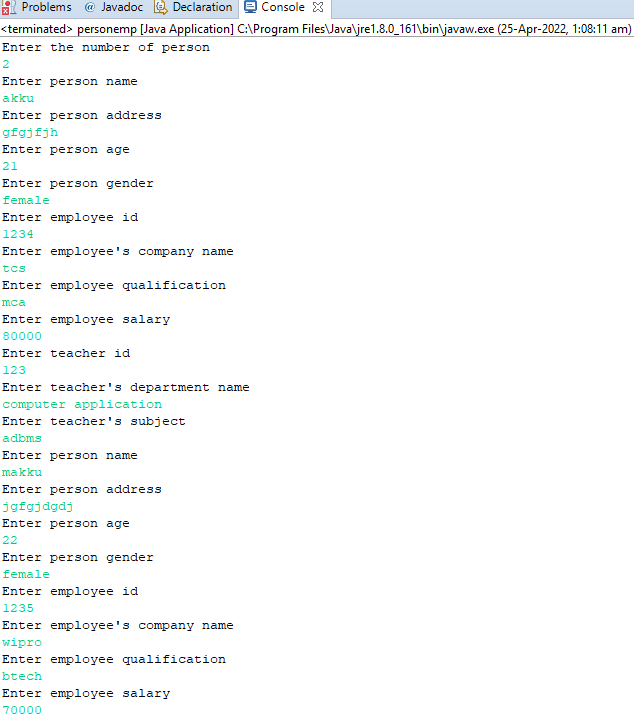 Problems @ Javadoc Declaration Console
<terminated> personemp [Java Application] C:\Program Files\Java\jre1.8.0_161\bin\javaw.exe (25-Apr-2022, 1:08:11 am)
Enter the number of person
2
Enter person name
akku
Enter person address
gfgjfjh
Enter person age
21
Enter person gender
female
Enter employee id
1234
Enter employee's company name
tcs
Enter employee qualification
mca
Enter employee salary
80000
Enter teacher id
123
Enter teacher's department name
computer application
Enter teacher's subject
adbms
Enter person name
makku
Enter person address
jgfgjdgdj
Enter person age
22
Enter person gender
female
Enter employee id
1235
Enter employee's company name
wipro
Enter employee qualification
btech
Enter employee salary
70000